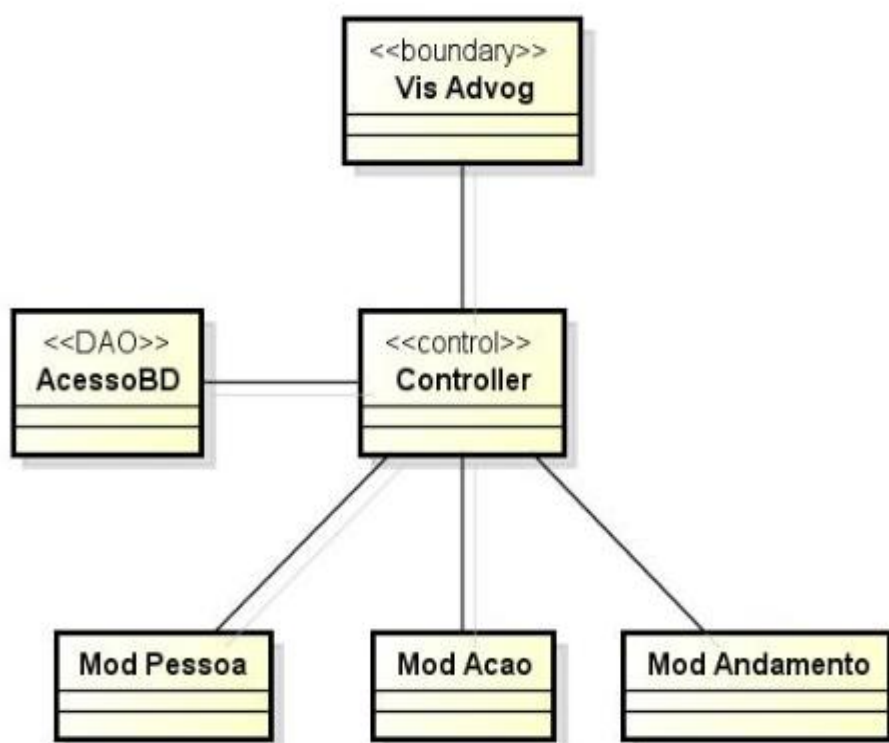 <<boundary>>
Vis Advog
<<DAO>>
AcessoBD
<<control>>
Controller
Mod Pessoa
Mod Acao
Mod Andamento